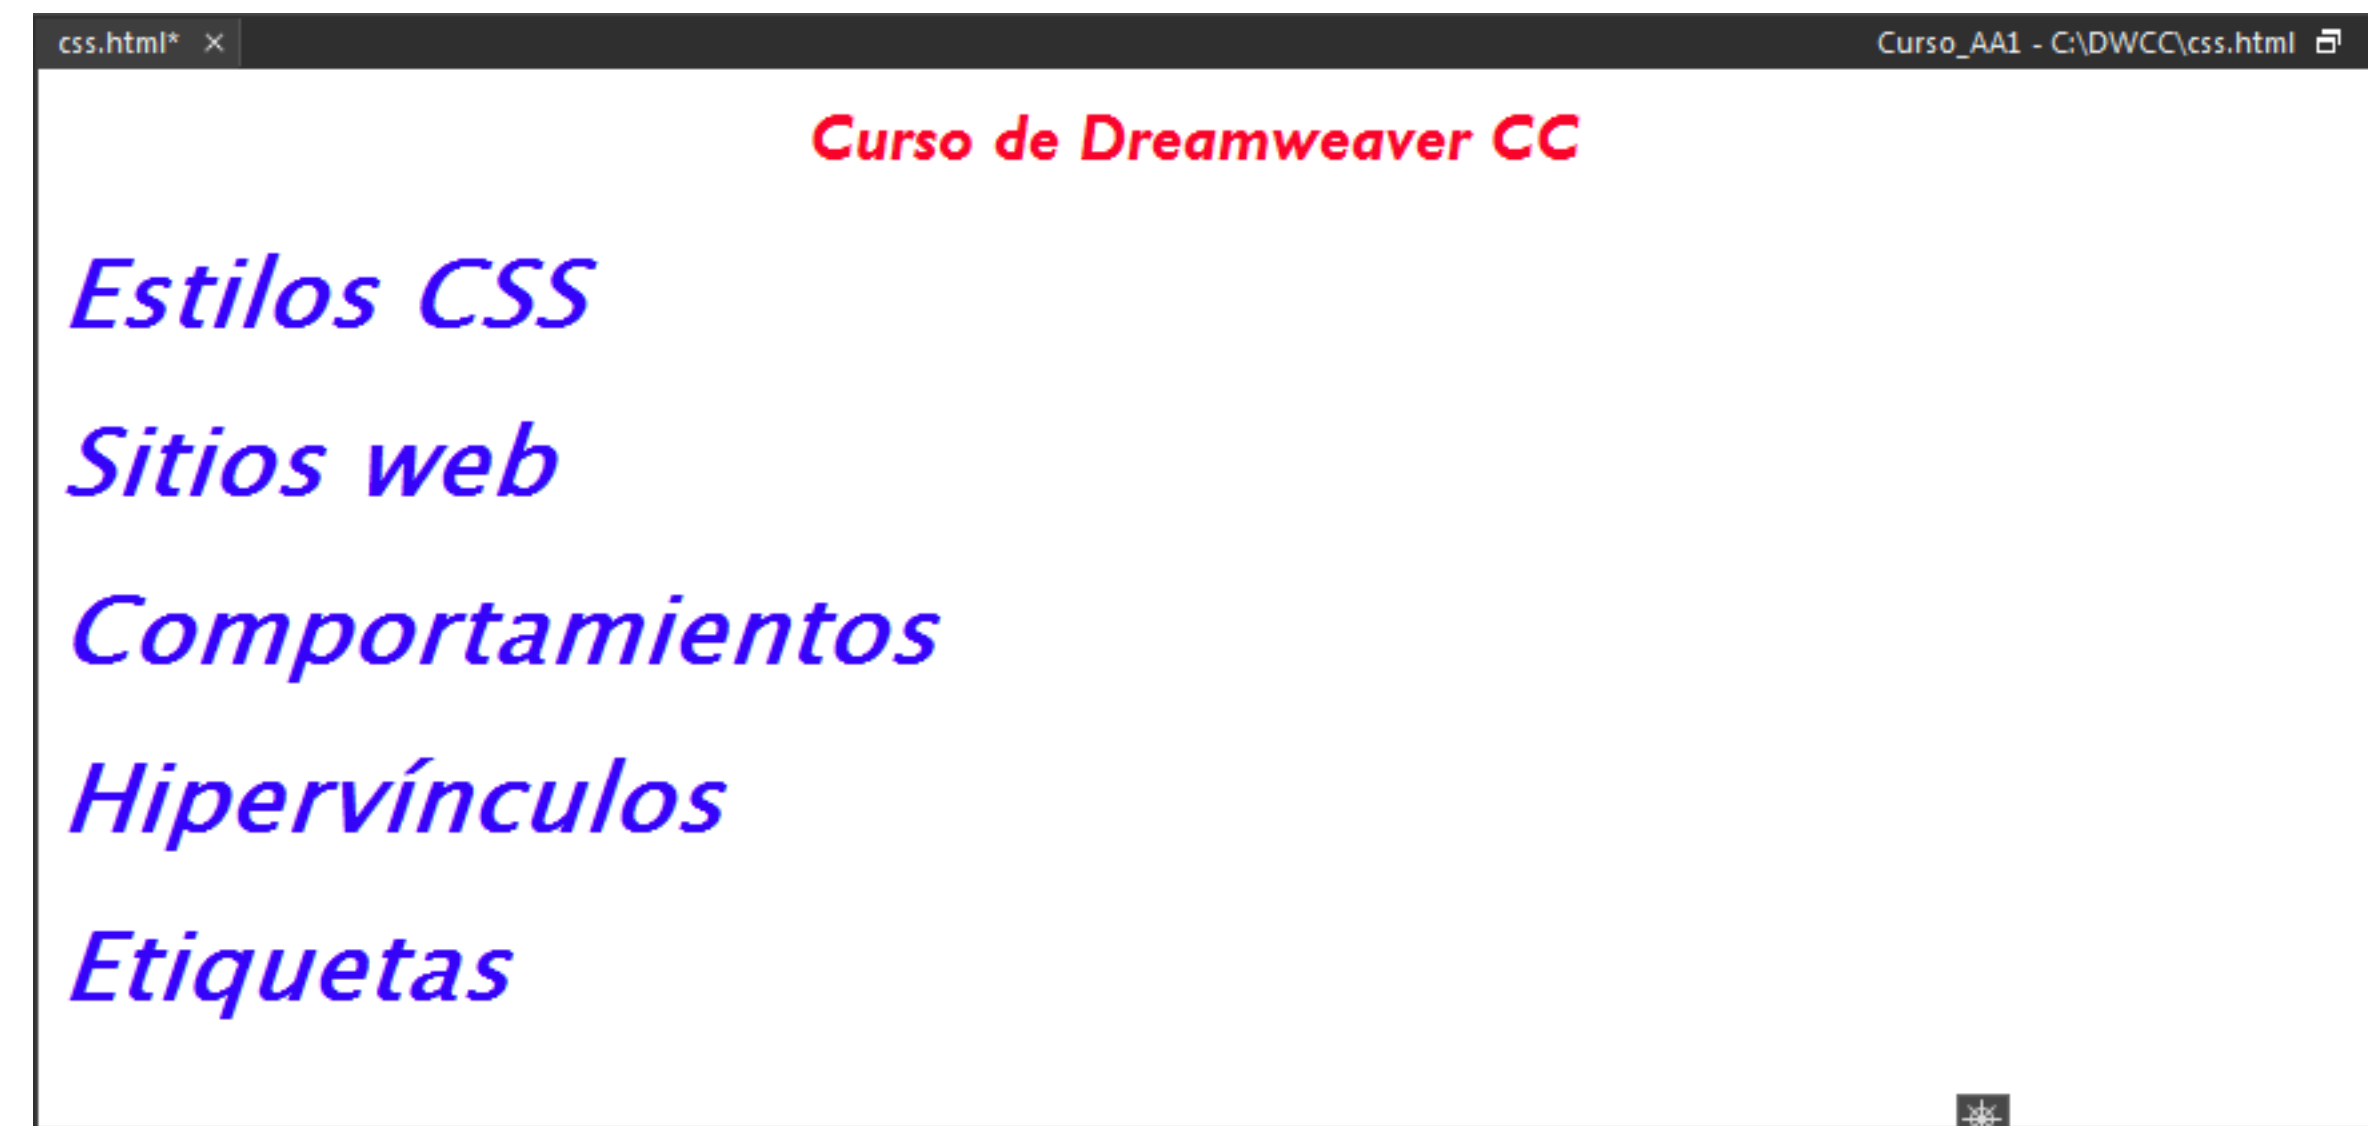 css.html* ×
Curso_AA1 - C:\DWCC\css.html
Curso de Dreamweaver CC
Estilos CSS
Sitios web
Comportamientos
Hipervínculos
Etiquetas